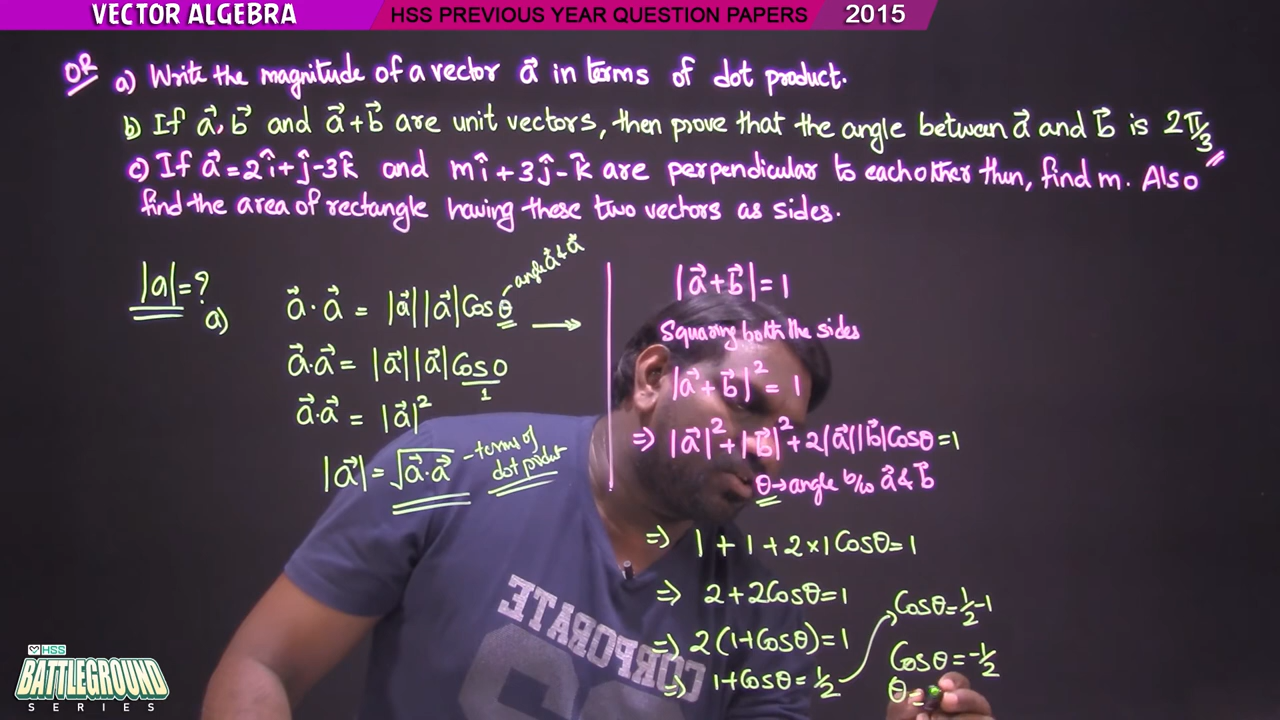 VECTOR ALGEBRA
HSS PREVIOUS YEAR QUESTION PAPERS
2015
OR
a) Write the magnitude of a vector a⃗ in terms of dot product.
b) If a⃗, b⃗ and a⃗+b⃗ are unit vectors, then prove that the angle between a⃗ and b⃗ is 2π/3
c) If a⃗ = 2î+ĵ-3k̂ and mî+3ĵ-k̂ are perpendicular to each other then, find m. Also
find the area of rectangle having these two vectors as sides.
|a|=?
a)
a⃗·a⃗ = |a⃗||a⃗|Cosθ
angle a⃗ & a⃗
a⃗·a⃗ = |a⃗||a⃗|Cos0
1
a⃗·a⃗ = |a⃗|²
|a⃗| = √a⃗·a⃗ - terms of
dot product
|a⃗+b⃗| = 1
Squaring both the sides
|a⃗+b⃗|² = 1
⇒ |a⃗|²+|b⃗|²+2|a⃗||b⃗|Cosθ=1
θ→angle b/w a⃗ & b⃗
⇒ 1+1+2×1Cosθ=1
⇒ 2+2Cosθ=1
⇒ 2(1+Cosθ)=1
⇒ 1+Cosθ=1/2
Cosθ=1/2-1
Cosθ=-1/2
θ=
CORPORATE
HSS
BATTLEGROUND
SERIES